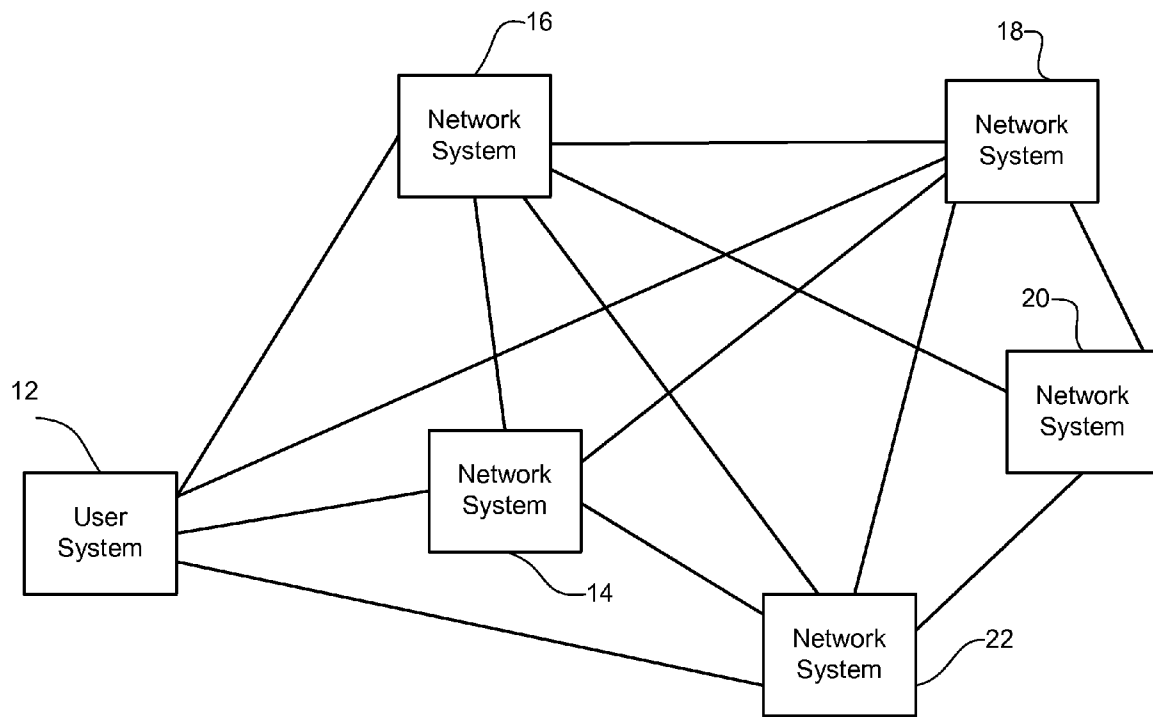 16
18
Network
System
Network
System
20
12
Network
System
Network
System
User
System
14
Network
System
22